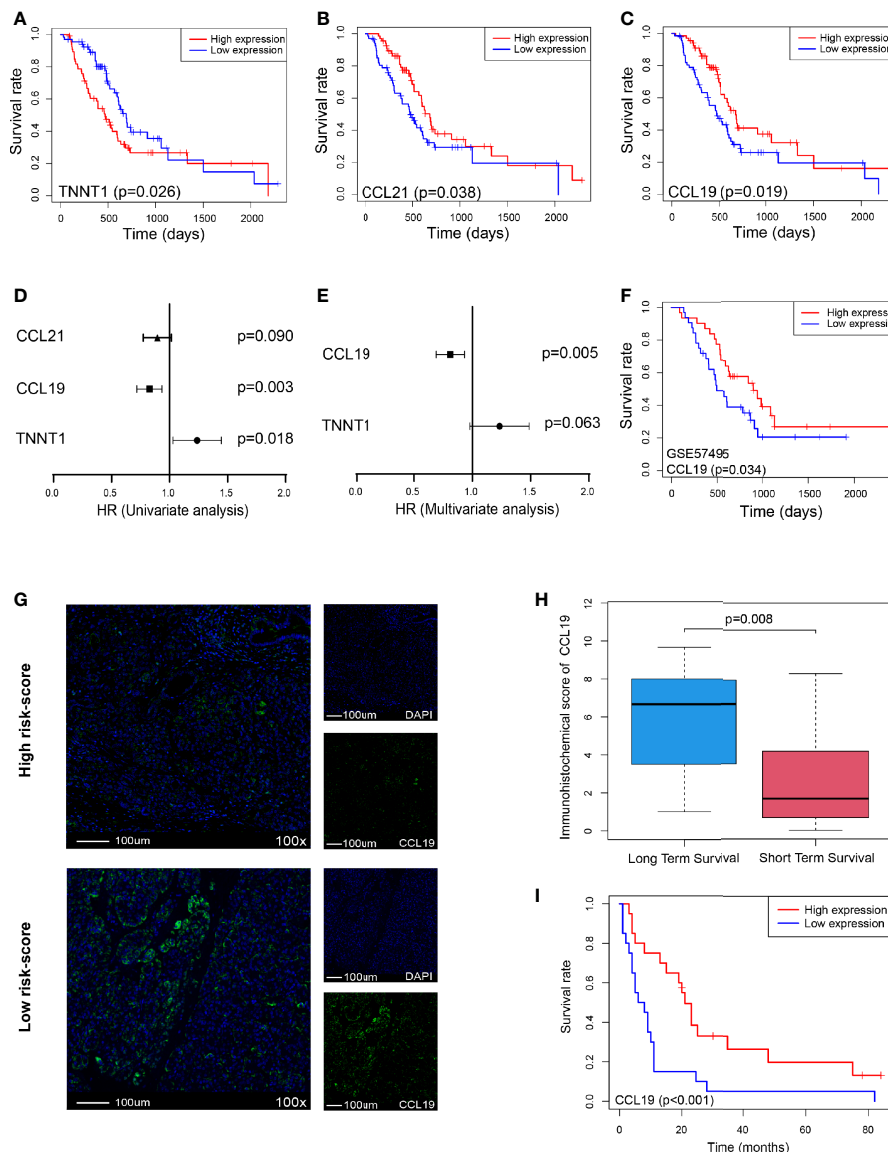 A
High expression
Low expression
Survival rate
1.0
0.8
0.6
0.4
0.2
0.0
TNNT1 (p=0.026)
0 500 1000 1500 2000
Time (days)
B
High expression
Low expression
Survival rate
1.0
0.8
0.6
0.4
0.2
0.0
CCL21 (p=0.038)
0 500 1000 1500 2000
Time (days)
C
High expression
Low expression
Survival rate
1.0
0.8
0.6
0.4
0.2
0.0
CCL19 (p=0.019)
0 500 1000 1500 2000
Time (days)
D
CCL21 p=0.090
CCL19 p=0.003
TNNT1 p=0.018
0.0 0.5 1.0 1.5 2.0
HR (Univariate analysis)
E
CCL19 p=0.005
TNNT1 p=0.063
0.0 0.5 1.0 1.5 2.0
HR (Multivariate analysis)
F
High expressi
Low expressi
Survival rate
1.0
0.8
0.6
0.4
0.2
0.0
GSE57495
CCL19 (p=0.034)
0 500 1000 1500 2000
Time (days)
G
High risk-score
100um
100x
100um
DAPI
100um
CCL19
Low risk-score
100um
100x
100um
DAPI
100um
CCL19
H
Immunohistochemical score of CCL19
12
10
8
6
4
2
0
p=0.008
Long Term Survival Short Term Survival
I
High expression
Low expression
Survival rate
1.0
0.8
0.6
0.4
0.2
0.0
CCL19 (p<0.001)
0 20 40 60 80
Time (months)